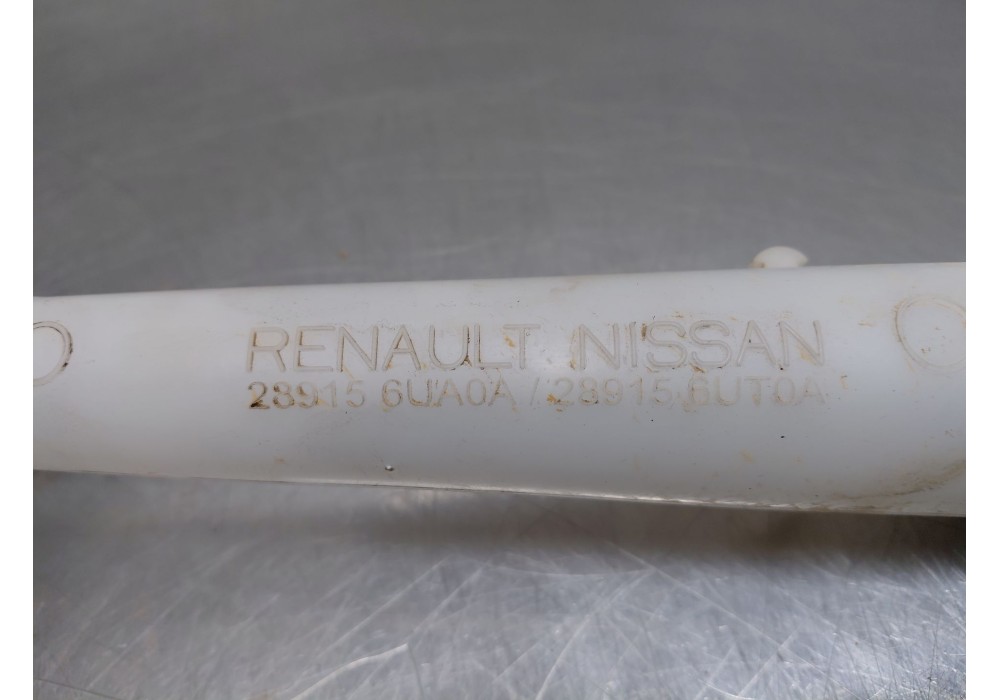 RENAULT NISSAN
28915 6UA0A / 28915 6UT0A